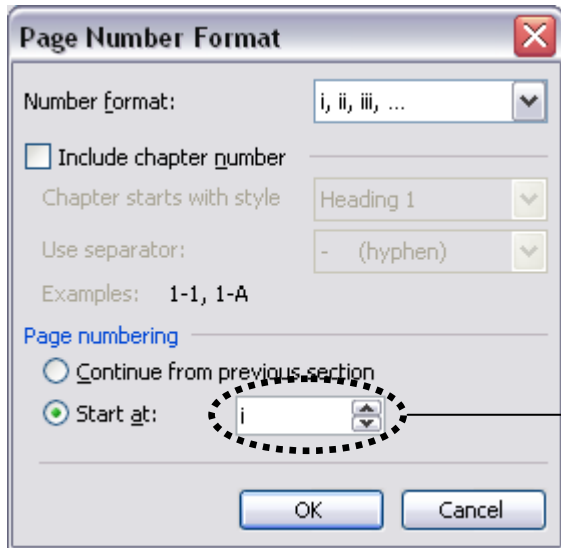 Page Number Format
Number format: i, ii, iii, ...
Include chapter number
Chapter starts with style Heading 1
Use separator: - (hyphen)
Examples: 1-1, 1-A
Page numbering
Continue from previous section
Start at: i
OK Cancel